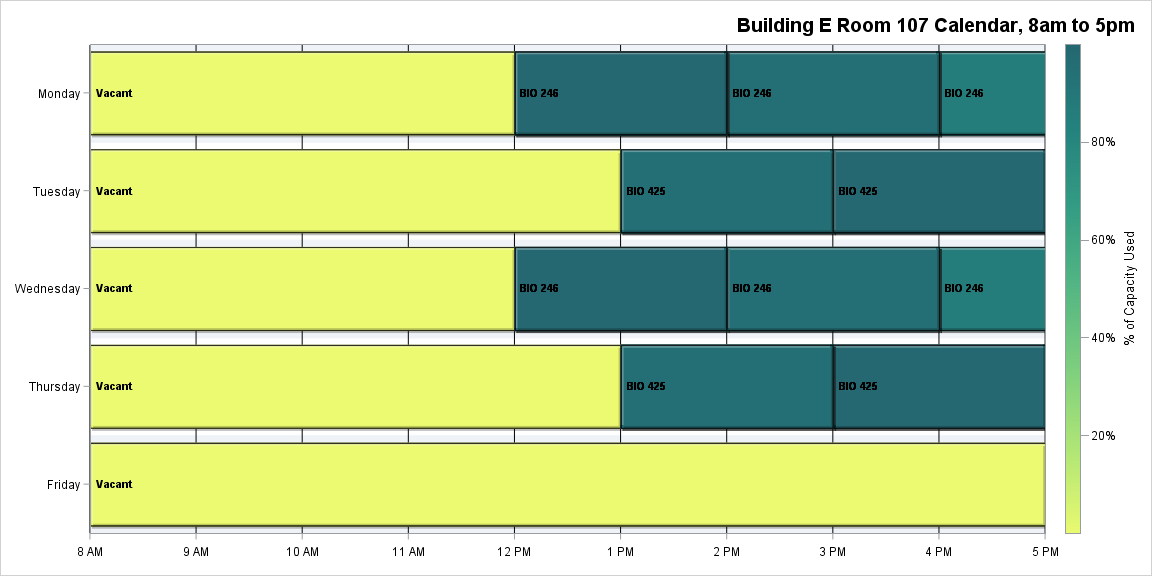 Building E Room 107 Calendar, 8am to 5pm
Monday
Vacant
BIO 246
BIO 246
BIO 246
Tuesday
Vacant
BIO 425
BIO 425
Wednesday
Vacant
BIO 246
BIO 246
BIO 246
Thursday
Vacant
BIO 425
BIO 425
Friday
Vacant
8 AM
9 AM
10 AM
11 AM
12 PM
1 PM
2 PM
3 PM
4 PM
5 PM
80%
60%
40%
20%
% of Capacity Used